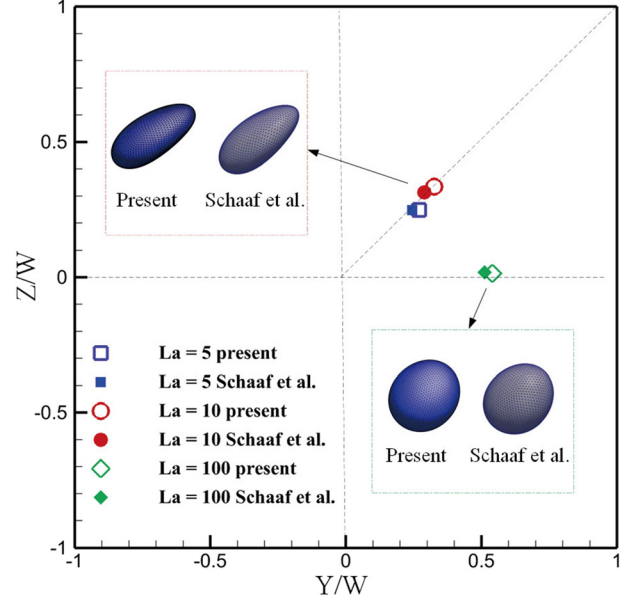 1
0.5
0
-0.5
-1
Z/W
Present
Schaaf et al.
Present
Schaaf et al.
La = 5 present
La = 5 Schaaf et al.
La = 10 present
La = 10 Schaaf et al.
La = 100 present
La = 100 Schaaf et al.
-1
-0.5
0
0.5
1
Y/W